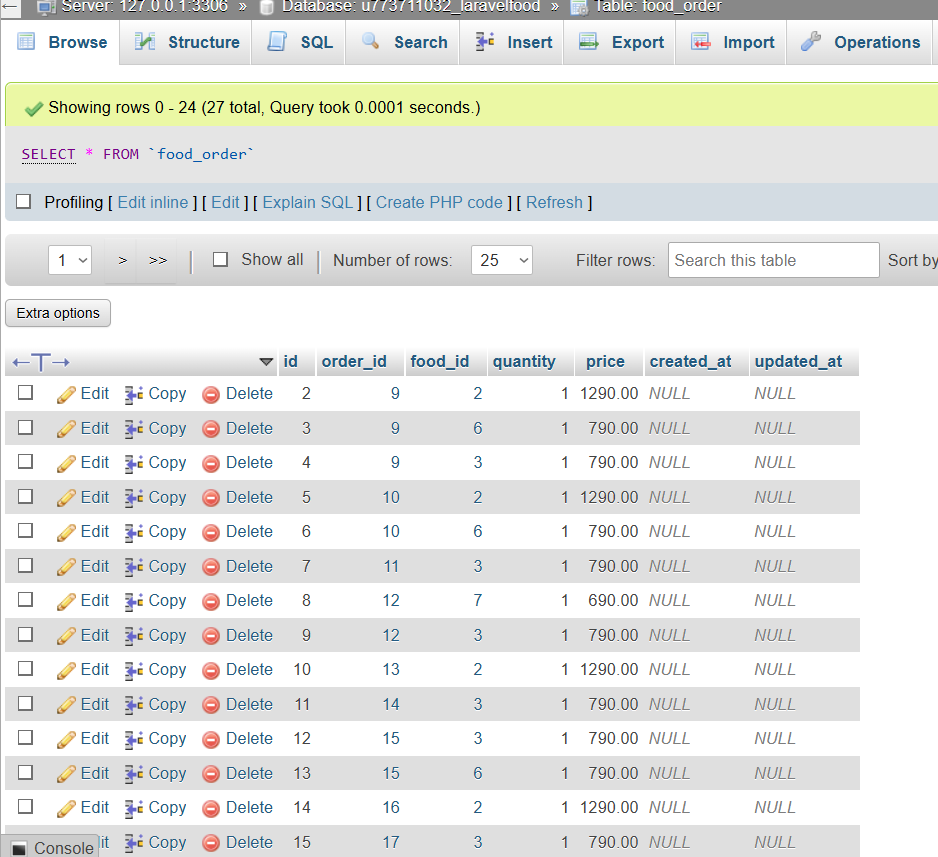 Server: 127.0.0.1:3306 » Database: u773711032_laravelfood » Table: food_order
Browse Structure SQL Search Insert Export Import Operations
Showing rows 0 - 24 (27 total, Query took 0.0001 seconds.)
SELECT * FROM `food_order`
Profiling [ Edit inline ] [ Edit ] [ Explain SQL ] [ Create PHP code ] [ Refresh ]
1 > >> Show all Number of rows: 25 Filter rows: Search this table Sort by
Extra options
id order_id food_id quantity price created_at updated_at
Edit Copy Delete 2 9 2 1 1290.00 NULL NULL
Edit Copy Delete 3 9 6 1 790.00 NULL NULL
Edit Copy Delete 4 9 3 1 790.00 NULL NULL
Edit Copy Delete 5 10 2 1 1290.00 NULL NULL
Edit Copy Delete 6 10 6 1 790.00 NULL NULL
Edit Copy Delete 7 11 3 1 790.00 NULL NULL
Edit Copy Delete 8 12 7 1 690.00 NULL NULL
Edit Copy Delete 9 12 3 1 790.00 NULL NULL
Edit Copy Delete 10 13 2 1 1290.00 NULL NULL
Edit Copy Delete 11 14 3 1 790.00 NULL NULL
Edit Copy Delete 12 15 3 1 790.00 NULL NULL
Edit Copy Delete 13 15 6 1 790.00 NULL NULL
Edit Copy Delete 14 16 2 1 1290.00 NULL NULL
Console it Copy Delete 15 17 3 1 790.00 NULL NULL